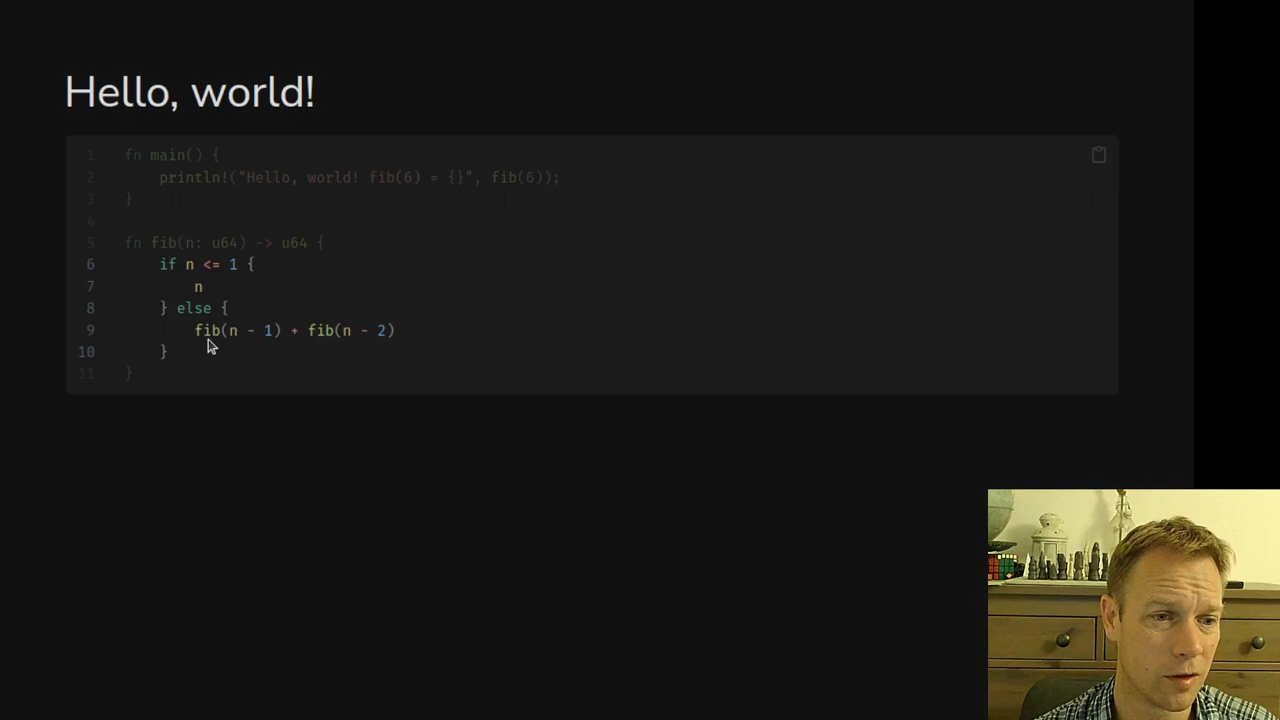 Hello, world!
1 fn main() {
2 println!("Hello, world! fib(6) = {}", fib(6));
3 }
4
5 fn fib(n: u64) -> u64 {
6 if n <= 1 {
7 n
8 } else {
9 fib(n - 1) + fib(n - 2)
10 }
11 }